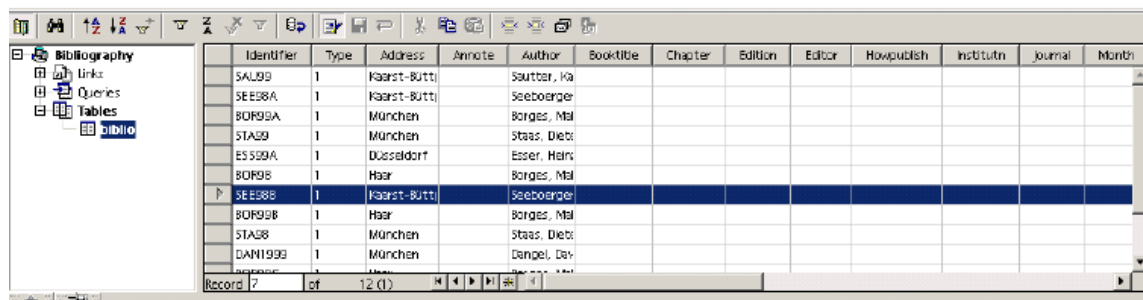 Identifier Type Address Annote Author Booktitle Chapter Edition Editor Howpublish Institutn Journal Month
Bibliography
Links
Queries
Tables
biblio
SAU99 1 Kaarst-Bütt Sautter, Ka
SEE98A 1 Kaarst-Bütt Seeboerger
BOR99A 1 München Borges, Mal
STA99 1 München Staas, Diete
ESS99A 1 Düsseldorf Esser, Hein
BOR98 1 Haar Borges, Mal
SEE98B 1 Kaarst-Bütt Seeboerger
BOR99B 1 Haar Borges, Mal
STA98 1 München Staas, Diete
DAN1999 1 München Dangel, Dav
Record 7 of 12 (1)